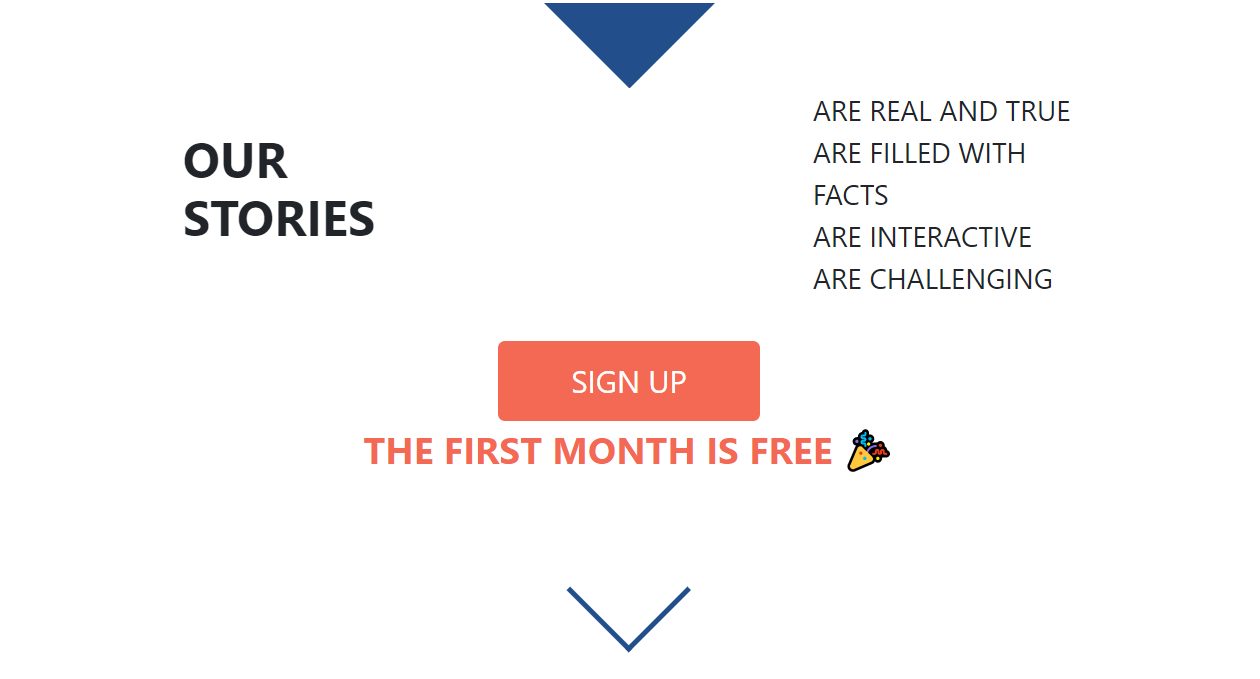 OUR
STORIES
ARE REAL AND TRUE
ARE FILLED WITH
FACTS
ARE INTERACTIVE
ARE CHALLENGING
SIGN UP
THE FIRST MONTH IS FREE 🎉